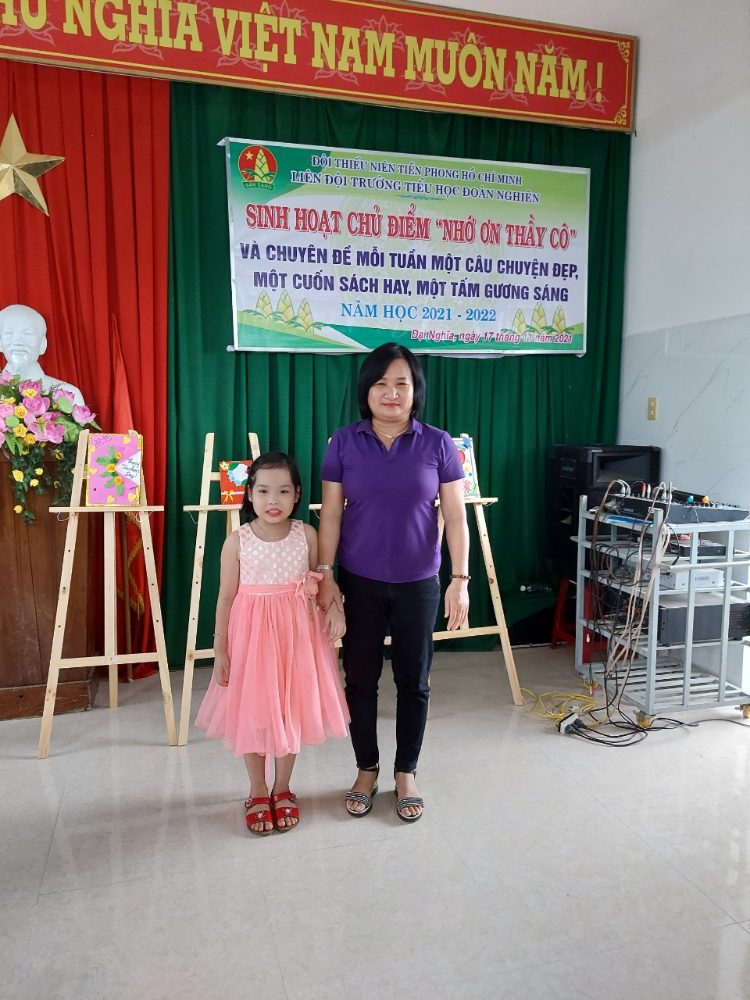 NGHĨA VIỆT NAM MUÔN NĂM !
ĐỘI THIẾU NIÊN TIỀN PHONG HỒ CHÍ MINH
LIÊN ĐỘI TRƯỜNG TIỂU HỌC ĐOÀN NGHIÊN
SẴN SÀNG
SINH HOẠT CHỦ ĐIỂM "NHỚ ƠN THẦY CÔ"
VÀ CHUYÊN ĐỀ MỖI TUẦN MỘT CÂU CHUYỆN ĐẸP,
MỘT CUỐN SÁCH HAY, MỘT TẤM GƯƠNG SÁNG
NĂM HỌC 2021 - 2022
Đại Nghĩa, ngày 17 tháng 11 năm 2021
20-11
Happy
Teacher's
Day!